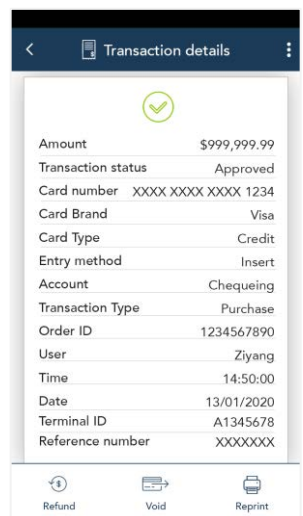 Transaction details
Amount $999,999.99
Transaction status Approved
Card number XXXX XXXX XXXX 1234
Card Brand Visa
Card Type Credit
Entry method Insert
Account Chequeing
Transaction Type Purchase
Order ID 1234567890
User Ziyang
Time 14:50:00
Date 13/01/2020
Terminal ID A1345678
Reference number XXXXXXX
Refund Void Reprint